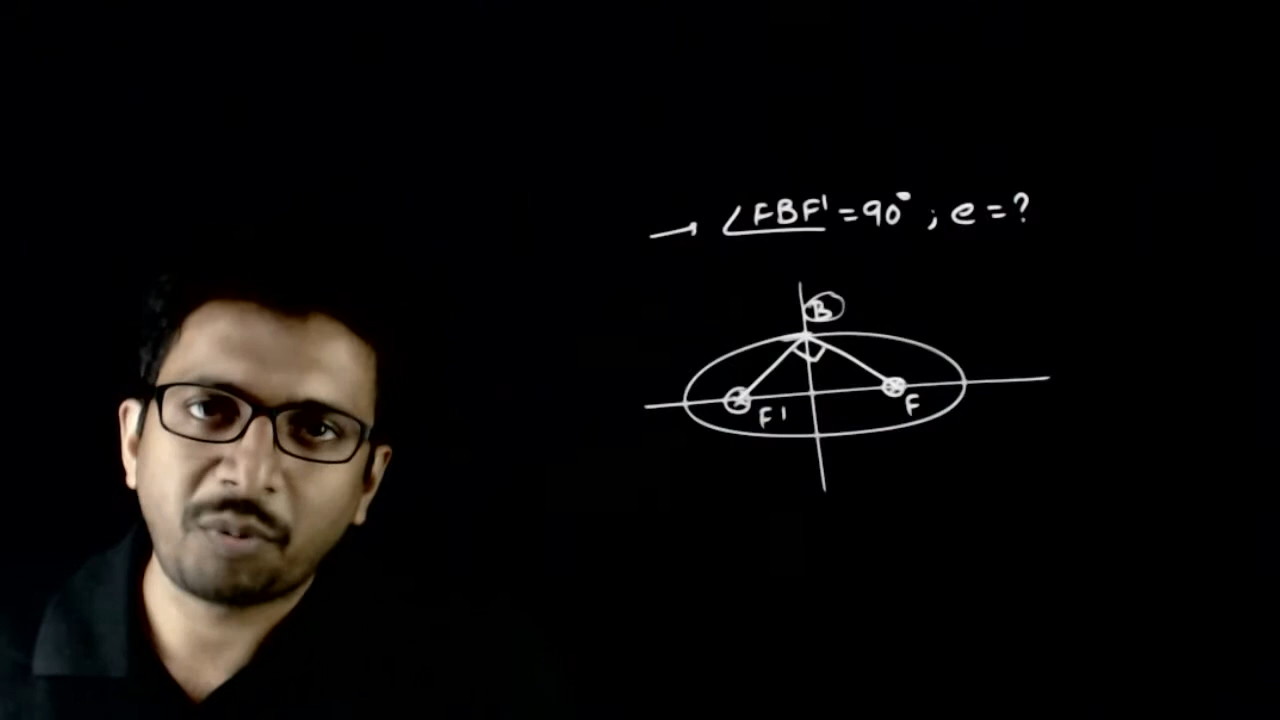 → ∠FBF' = 90° ; e = ?
B
F'
F